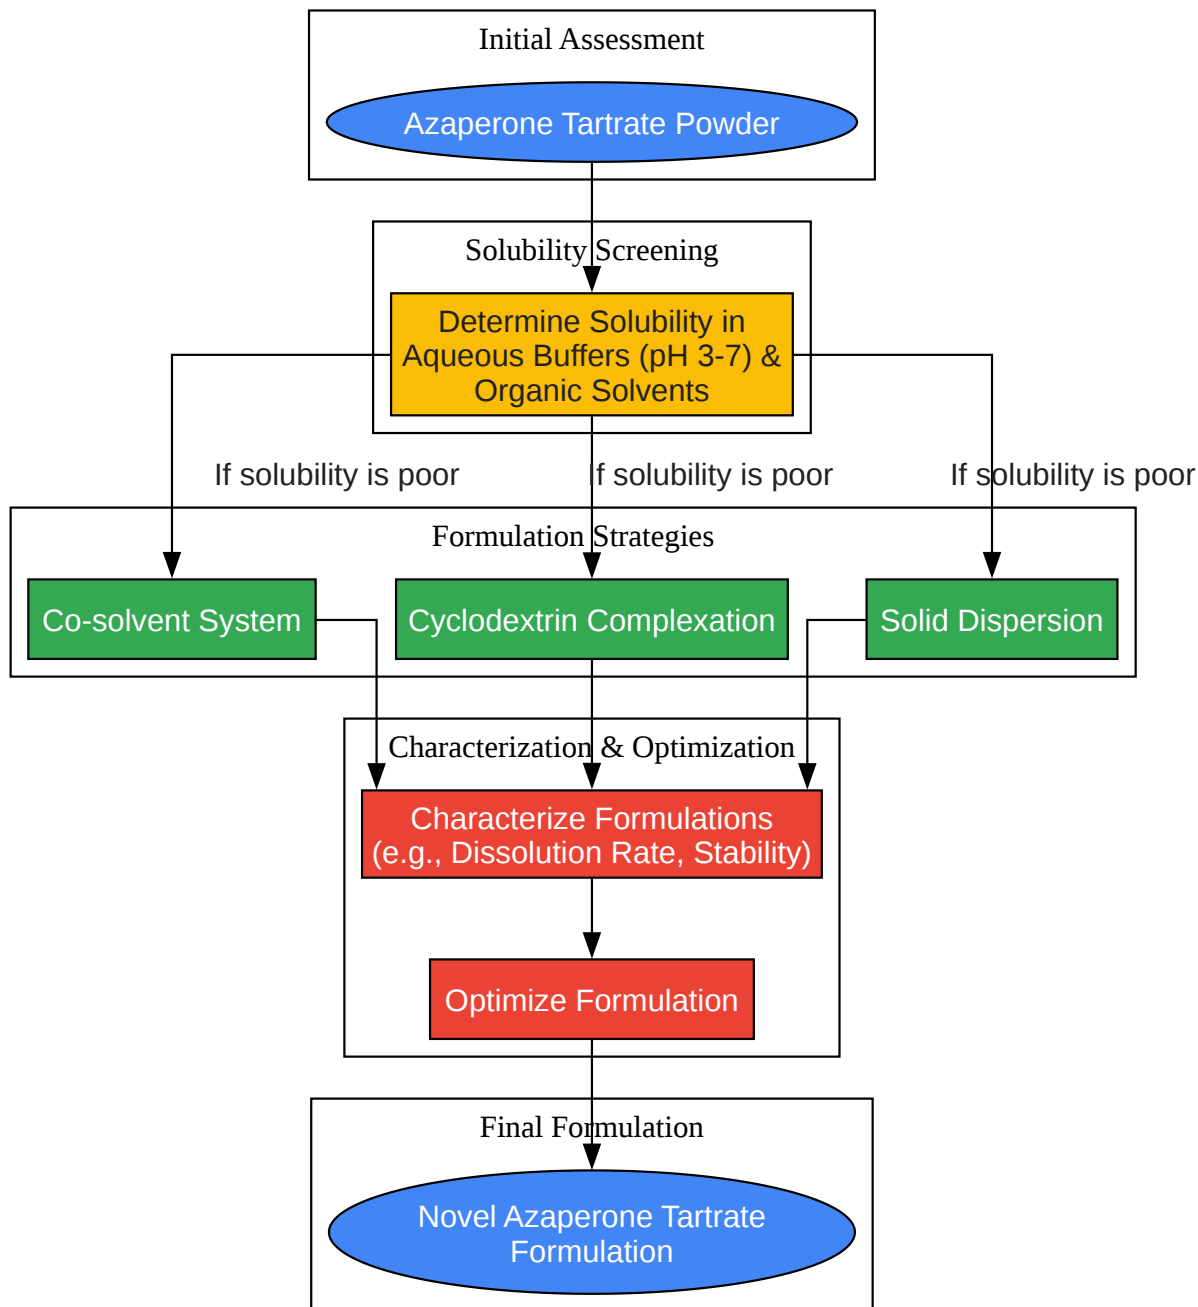 Initial Assessment
Azaperone Tartrate Powder
Solubility Screening
Determine Solubility in
Aqueous Buffers (pH 3-7) &
Organic Solvents
If solubility is poor
If solubility is poor
If solubility is poor
Formulation Strategies
Co-solvent System
Cyclodextrin Complexation
Solid Dispersion
Characterization & Optimization
Characterize Formulations
(e.g., Dissolution Rate, Stability)
Optimize Formulation
Final Formulation
Novel Azaperone Tartrate
Formulation